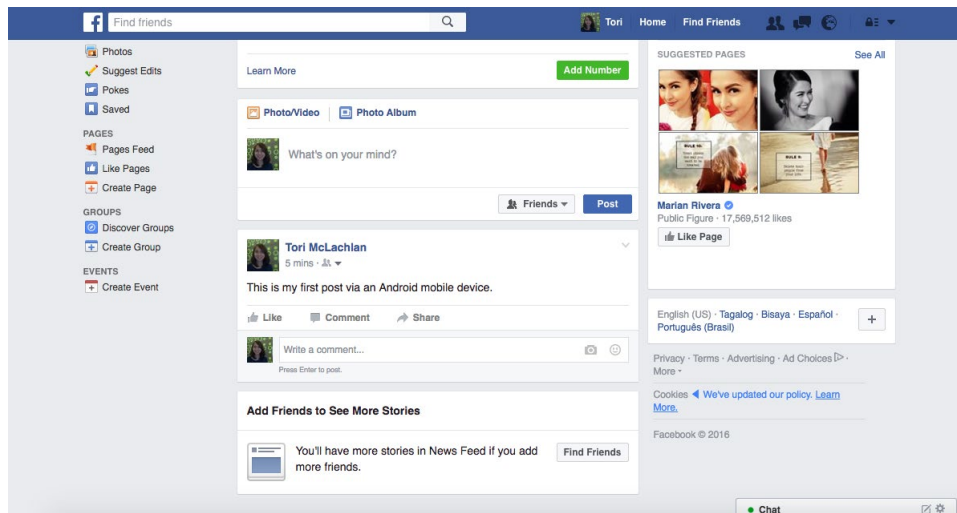 f Find friends
Tori Home Find Friends
Photos
Suggest Edits
Pokes
Saved
PAGES
Pages Feed
Like Pages
Create Page
GROUPS
Discover Groups
Create Group
EVENTS
Create Event
Learn More Add Number
Photo/Video Photo Album
What's on your mind?
Friends Post
Tori McLachlan
5 mins ·
This is my first post via an Android mobile device.
Like Comment Share
Write a comment...
Press Enter to post.
Add Friends to See More Stories
You'll have more stories in News Feed if you add
more friends.
Find Friends
SUGGESTED PAGES See All
RULE 10:
RULE 9:
Marian Rivera
Public Figure · 17,569,512 likes
Like Page
English (US) · Tagalog · Bisaya · Español ·
Português (Brasil)
+
Privacy · Terms · Advertising · Ad Choices ·
More
Cookies We've updated our policy. Learn
More.
Facebook © 2016
Chat